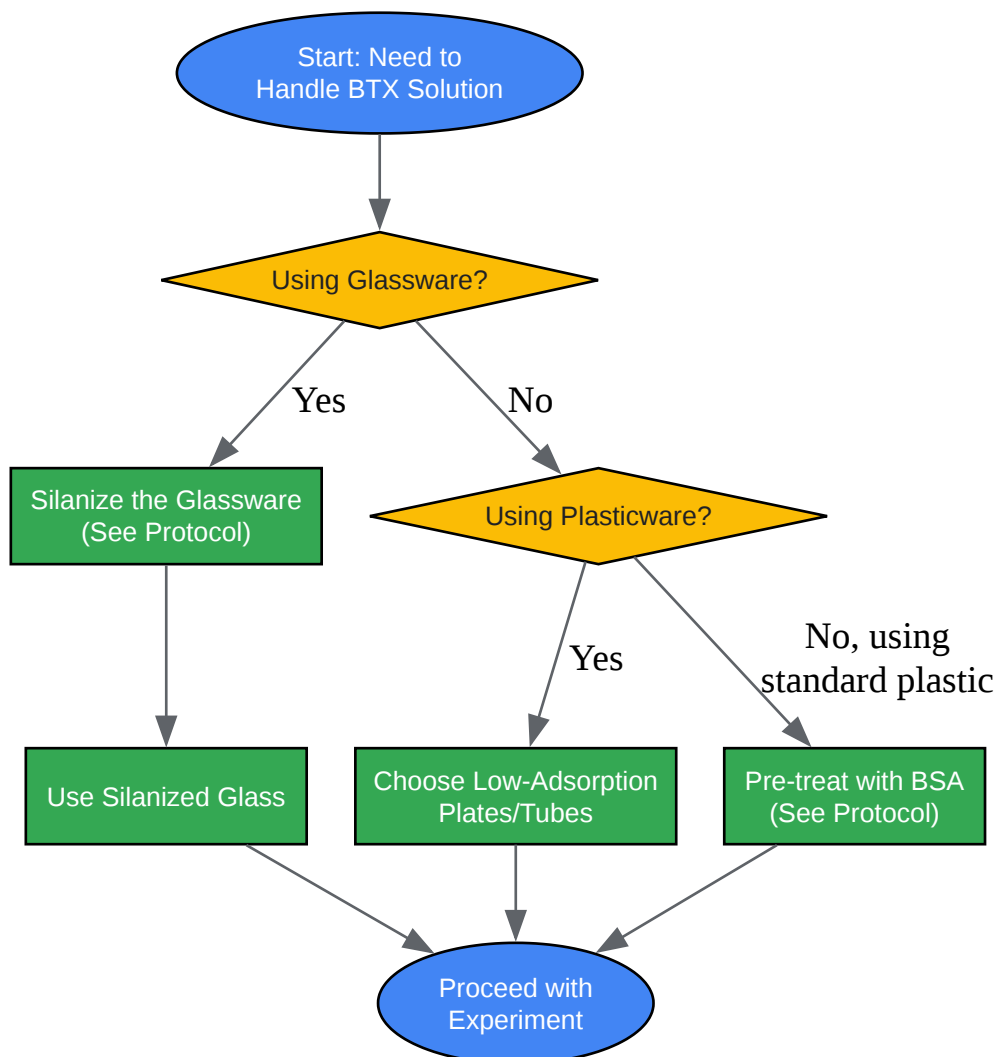 Start: Need to
Handle BTX Solution
Using Glassware?
Yes
No
Silanize the Glassware
(See Protocol)
Using Plasticware?
Yes
No, using
standard plastic
Use Silanized Glass
Choose Low-Adsorption
Plates/Tubes
Pre-treat with BSA
(See Protocol)
Proceed with
Experiment